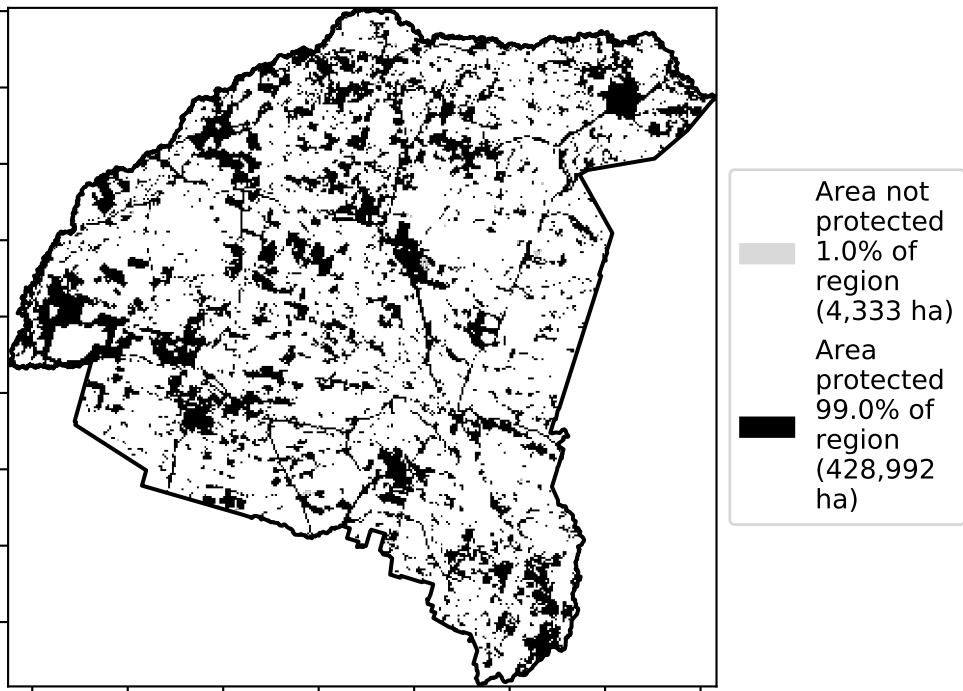 Area not
protected
1.0% of
region
(4,333 ha)
Area
protected
99.0% of
region
(428,992
ha)